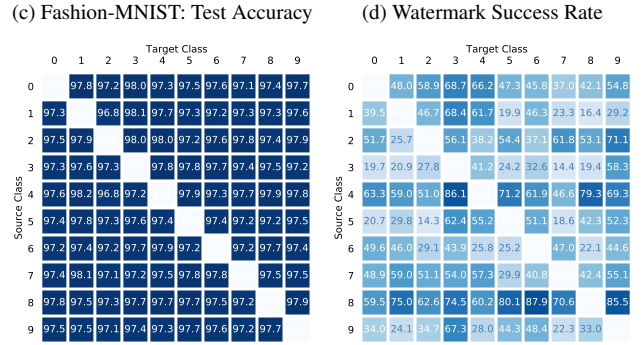 (c) Fashion-MNIST: Test Accuracy
Target Class
0 1 2 3 4 5 6 7 8 9
0 97.8 97.2 98.0 97.3 97.5 97.6 97.1 97.4 97.7
1 97.3 96.8 98.1 97.7 97.3 97.2 97.3 97.3 97.6
2 97.5 97.9 98.0 98.0 97.2 97.6 98.0 97.4 97.9
3 97.3 97.6 97.3 97.8 97.8 97.7 97.4 97.5 97.2
4 97.6 98.2 96.8 97.2 97.9 97.3 97.7 97.9 97.8
5 97.4 97.8 97.3 97.6 97.4 97.4 97.2 97.2 97.5
6 97.2 97.4 97.2 97.7 97.9 97.2 97.2 97.7 97.4
7 97.4 98.1 97.1 97.2 97.5 97.8 97.8 97.5 97.5
8 97.8 97.5 97.3 97.7 97.7 97.7 97.5 97.2 97.9
9 97.5 97.5 97.1 97.4 97.3 97.7 97.2 97.2 97.7
Source Class
(d) Watermark Success Rate
Target Class
0 1 2 3 4 5 6 7 8 9
0 48.0 58.9 68.7 66.2 47.3 45.8 37.0 42.1 54.8
1 39.5 46.7 68.4 61.7 19.9 46.3 23.3 16.4 29.2
2 51.7 25.7 56.1 38.2 54.4 37.1 61.8 53.1 71.1
3 19.7 20.9 27.8 41.2 24.2 32.6 14.4 19.4 58.3
4 63.3 59.0 51.0 86.1 71.2 61.9 46.6 79.3 69.3
5 20.7 29.8 14.3 62.4 55.2 51.1 18.6 42.3 52.3
6 49.6 46.0 29.1 43.9 25.8 25.2 47.0 22.1 44.6
7 48.9 59.0 51.1 54.0 57.3 29.9 40.8 42.4 55.1
8 59.5 75.0 62.6 74.5 60.2 80.1 87.9 70.6 85.5
9 34.0 24.1 34.7 67.3 28.0 44.3 48.4 22.3 33.0
Source Class